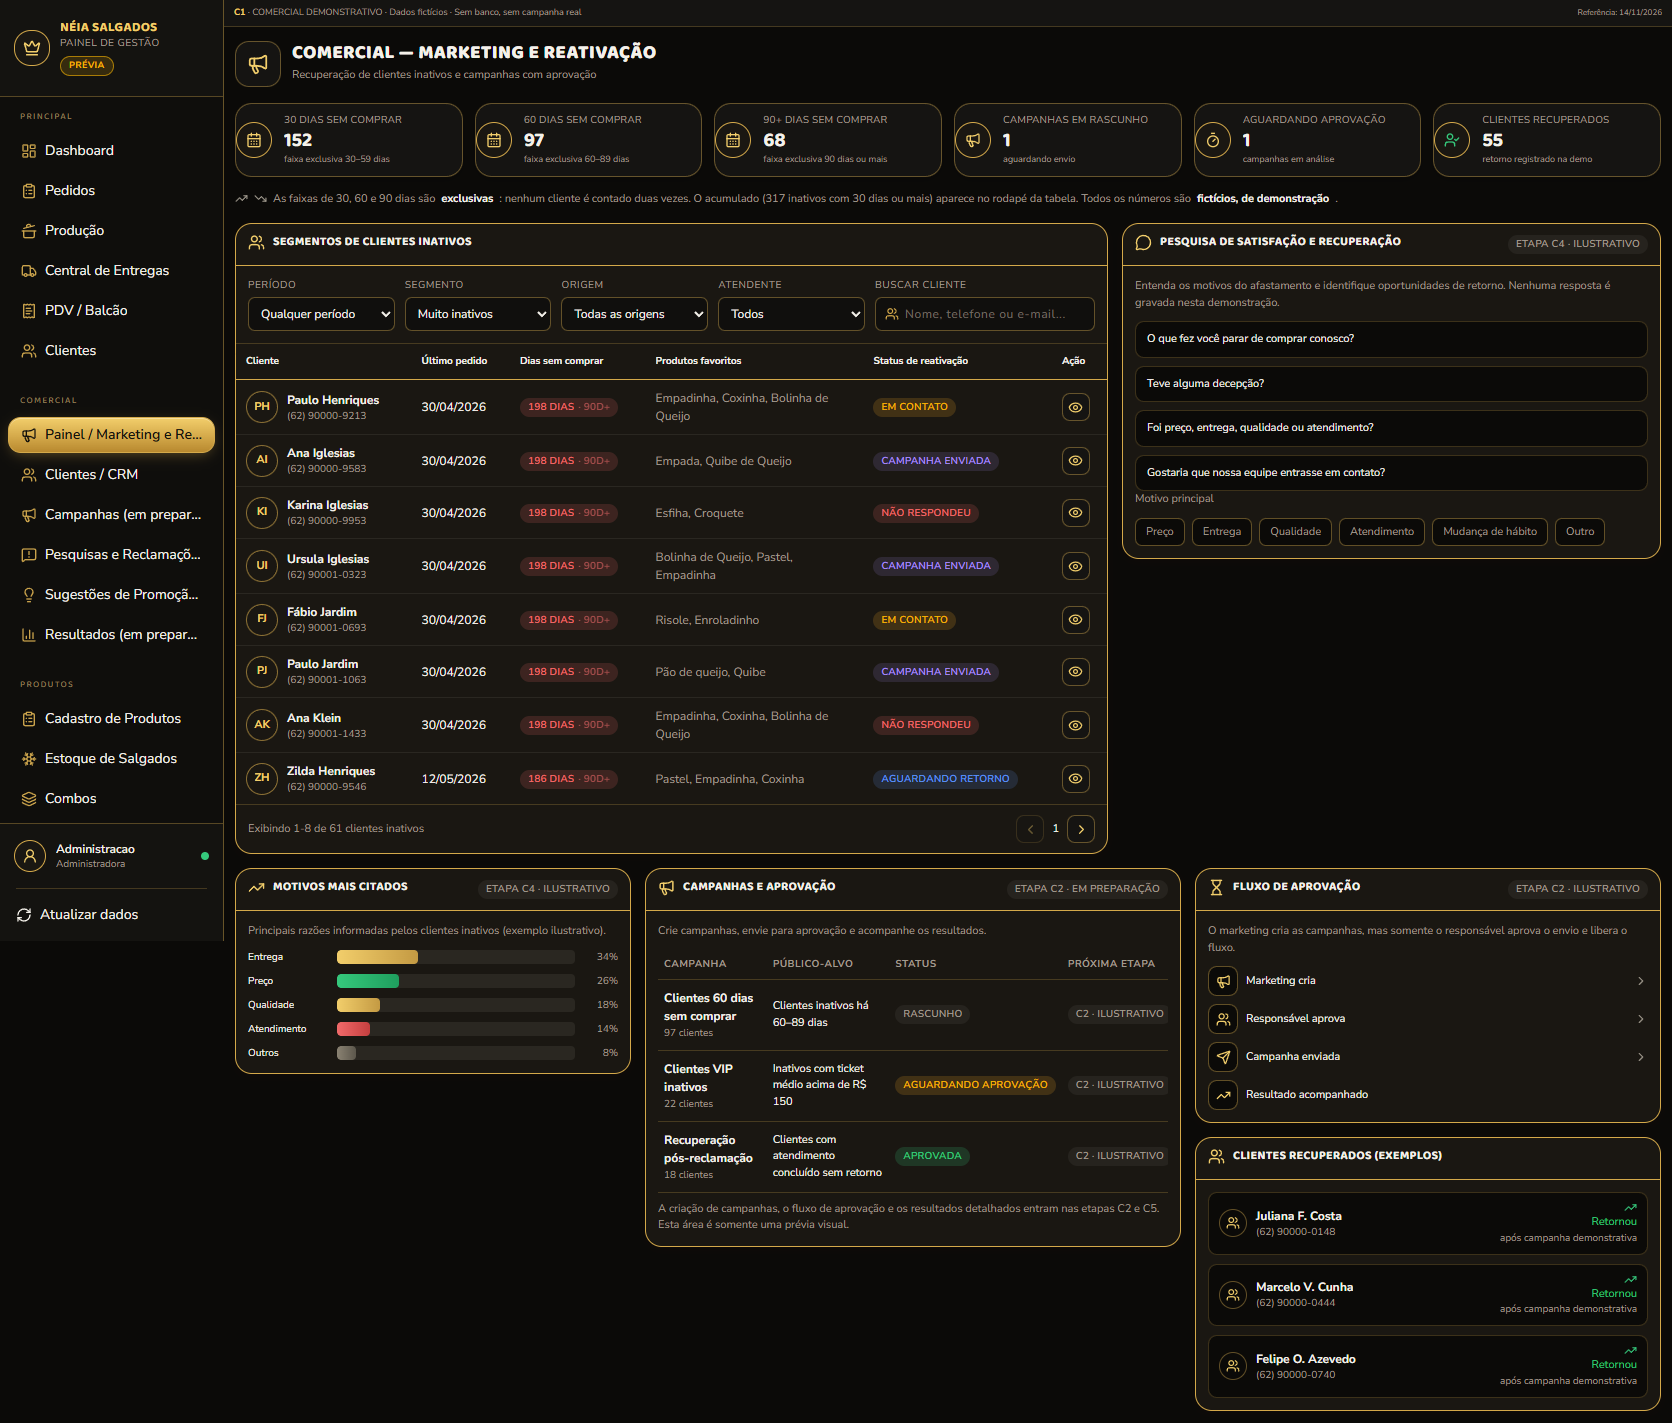 NÉIA SALGADOS
PAINEL DE GESTÃO
PRÉVIA
PRINCIPAL
Dashboard
Pedidos
Produção
Central de Entregas
PDV / Balcão
Clientes
COMERCIAL
Painel / Marketing e Re...
Clientes / CRM
Campanhas (em prepar...
Pesquisas e Reclamaçõ...
Sugestões de Promoçã...
Resultados (em prepar...
PRODUTOS
Cadastro de Produtos
Estoque de Salgados
Combos
Administracao
Administradora
Atualizar dados
C1 · COMERCIAL DEMONSTRATIVO · Dados fictícios · Sem banco, sem campanha real
Referência: 14/11/2026
COMERCIAL — MARKETING E REATIVAÇÃO
Recuperação de clientes inativos e campanhas com aprovação
30 DIAS SEM COMPRAR
152
faixa exclusiva 30–59 dias
60 DIAS SEM COMPRAR
97
faixa exclusiva 60–89 dias
90+ DIAS SEM COMPRAR
68
faixa exclusiva 90 dias ou mais
CAMPANHAS EM RASCUNHO
1
aguardando envio
AGUARDANDO APROVAÇÃO
1
campanhas em análise
CLIENTES RECUPERADOS
55
retorno registrado na demo
As faixas de 30, 60 e 90 dias são exclusivas : nenhum cliente é contado duas vezes. O acumulado (317 inativos com 30 dias ou mais) aparece no rodapé da tabela. Todos os números são fictícios, de demonstração .
SEGMENTOS DE CLIENTES INATIVOS
PERÍODO SEGMENTO ORIGEM ATENDENTE BUSCAR CLIENTE
Qualquer período Muito inativos Todas as origens Todos Nome, telefone ou e-mail...
Cliente Último pedido Dias sem comprar Produtos favoritos Status de reativação Ação
PH Paulo Henriques (62) 90000-9213 30/04/2026 198 DIAS · 90D+ Empadinha, Coxinha, Bolinha de Queijo EM CONTATO
AI Ana Iglesias (62) 90000-9583 30/04/2026 198 DIAS · 90D+ Empada, Quibe de Queijo CAMPANHA ENVIADA
KI Karina Iglesias (62) 90000-9953 30/04/2026 198 DIAS · 90D+ Esfiha, Croquete NÃO RESPONDEU
UI Ursula Iglesias (62) 90001-0323 30/04/2026 198 DIAS · 90D+ Bolinha de Queijo, Pastel, Empadinha CAMPANHA ENVIADA
FJ Fábio Jardim (62) 90001-0693 30/04/2026 198 DIAS · 90D+ Risole, Enroladinho EM CONTATO
PJ Paulo Jardim (62) 90001-1063 30/04/2026 198 DIAS · 90D+ Pão de queijo, Quibe CAMPANHA ENVIADA
AK Ana Klein (62) 90001-1433 30/04/2026 198 DIAS · 90D+ Empadinha, Coxinha, Bolinha de Queijo NÃO RESPONDEU
ZH Zilda Henriques (62) 90000-9546 12/05/2026 186 DIAS · 90D+ Pastel, Empadinha, Coxinha AGUARDANDO RETORNO
Exibindo 1-8 de 61 clientes inativos
1
PESQUISA DE SATISFAÇÃO E RECUPERAÇÃO
ETAPA C4 · ILUSTRATIVO
Entenda os motivos do afastamento e identifique oportunidades de retorno. Nenhuma resposta é
gravada nesta demonstração.
O que fez você parar de comprar conosco?
Teve alguma decepção?
Foi preço, entrega, qualidade ou atendimento?
Gostaria que nossa equipe entrasse em contato?
Motivo principal
Preço Entrega Qualidade Atendimento Mudança de hábito Outro
MOTIVOS MAIS CITADOS
ETAPA C4 · ILUSTRATIVO
Principais razões informadas pelos clientes inativos (exemplo ilustrativo).
Entrega 34%
Preço 26%
Qualidade 18%
Atendimento 14%
Outros 8%
CAMPANHAS E APROVAÇÃO
ETAPA C2 · EM PREPARAÇÃO
Crie campanhas, envie para aprovação e acompanhe os resultados.
CAMPANHA PÚBLICO-ALVO STATUS PRÓXIMA ETAPA
Clientes 60 dias sem comprar 97 clientes Clientes inativos há 60–89 dias RASCUNHO C2 · ILUSTRATIVO
Clientes VIP inativos 22 clientes Inativos com ticket médio acima de R$ 150 AGUARDANDO APROVAÇÃO C2 · ILUSTRATIVO
Recuperação pós-reclamação 18 clientes Clientes com atendimento concluído sem retorno APROVADA C2 · ILUSTRATIVO
A criação de campanhas, o fluxo de aprovação e os resultados detalhados entram nas etapas C2 e C5.
Esta área é somente uma prévia visual.
FLUXO DE APROVAÇÃO
ETAPA C2 · ILUSTRATIVO
O marketing cria as campanhas, mas somente o responsável aprova o envio e libera o
fluxo.
Marketing cria
Responsável aprova
Campanha enviada
Resultado acompanhado
CLIENTES RECUPERADOS (EXEMPLOS)
Juliana F. Costa
(62) 90000-0148
Retornou
após campanha demonstrativa
Marcelo V. Cunha
(62) 90000-0444
Retornou
após campanha demonstrativa
Felipe O. Azevedo
(62) 90000-0740
Retornou
após campanha demonstrativa